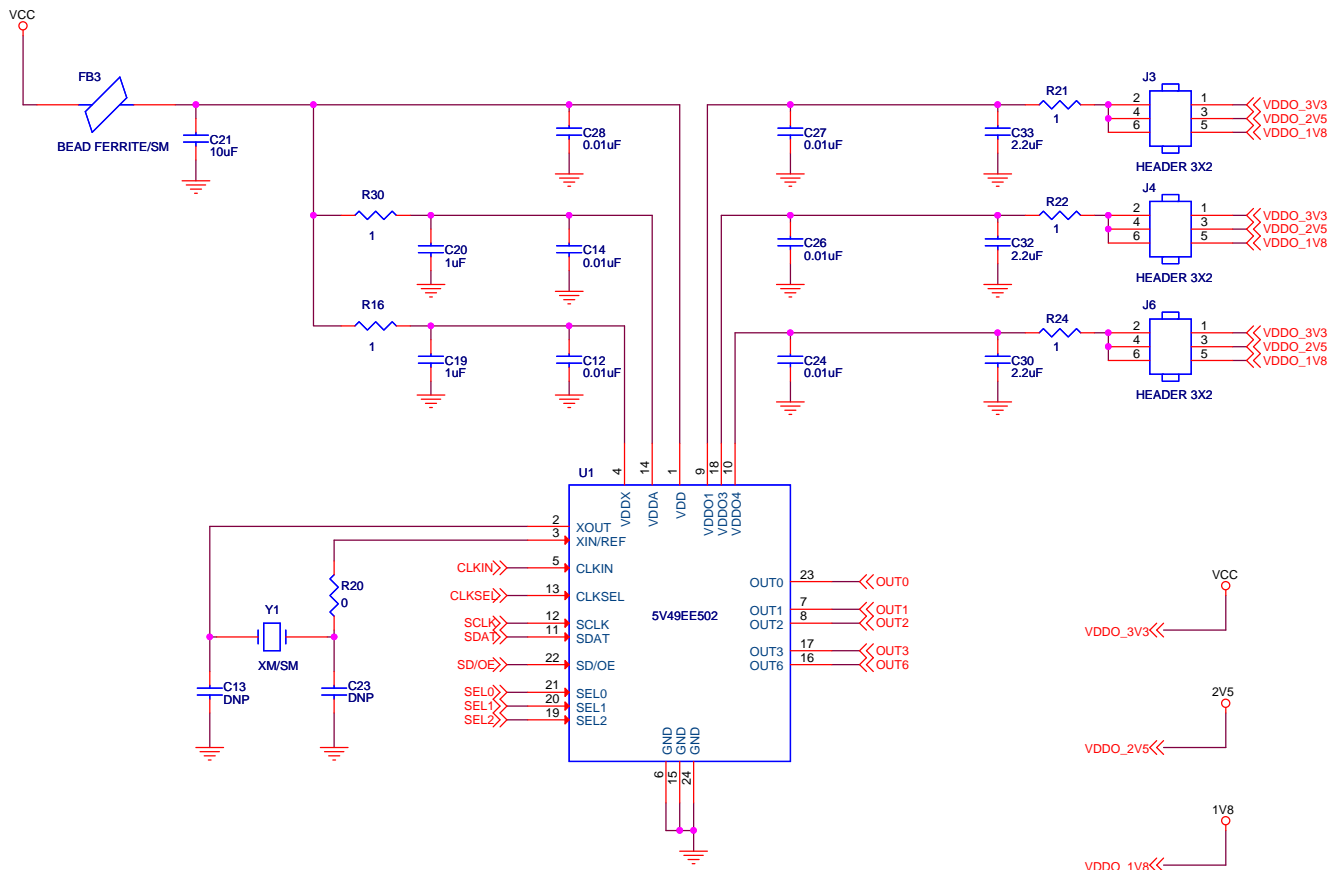 VCC
FB3
BEAD FERRITE/SM
C21
10uF
C28
0.01uF
R30
1
C20
1uF
C14
0.01uF
R16
1
C19
1uF
C12
0.01uF
C27
0.01uF
C33
2.2uF
R21
1
J3
2 1 VDDO_3V3
4 3 VDDO_2V5
6 5 VDDO_1V8
HEADER 3X2
C26
0.01uF
C32
2.2uF
R22
1
J4
2 1 VDDO_3V3
4 3 VDDO_2V5
6 5 VDDO_1V8
HEADER 3X2
C24
0.01uF
C30
2.2uF
R24
1
J6
2 1 VDDO_3V3
4 3 VDDO_2V5
6 5 VDDO_1V8
HEADER 3X2
U1
4 14 1 9 18 10
VDDX VDDA VDD VDDO1 VDDO3 VDDO4
2 XOUT
3 XIN/REF
CLKIN 5 CLKIN
CLKSEL 13 CLKSEL
SCLK 12 SCLK
SDAT 11 SDAT
SD/OE 22 SD/OE
SEL0 21 SEL0
SEL1 20 SEL1
SEL2 19 SEL2
5V49EE502
OUT0 23 OUT0
OUT1 7 OUT1
OUT2 8 OUT2
OUT3 17 OUT3
OUT6 16 OUT6
GND GND GND
6 15 24
R20
0
Y1
XM/SM
C13
DNP
C23
DNP
VCC
VDDO_3V3
2V5
VDDO_2V5
1V8
VDDO_1V8